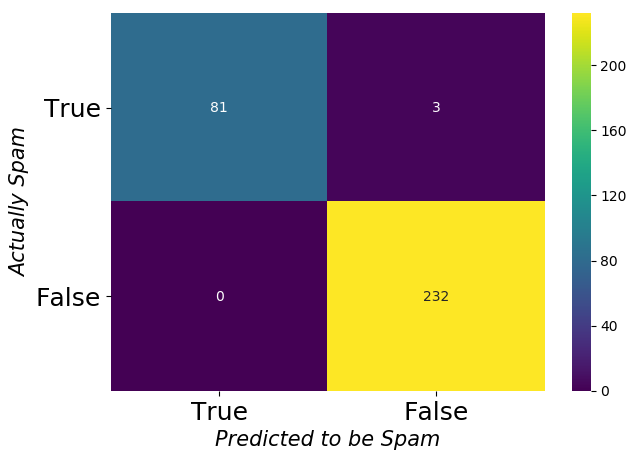 Actually Spam
True
False
81
3
0
232
True
False
Predicted to be Spam
200
160
120
80
40
0